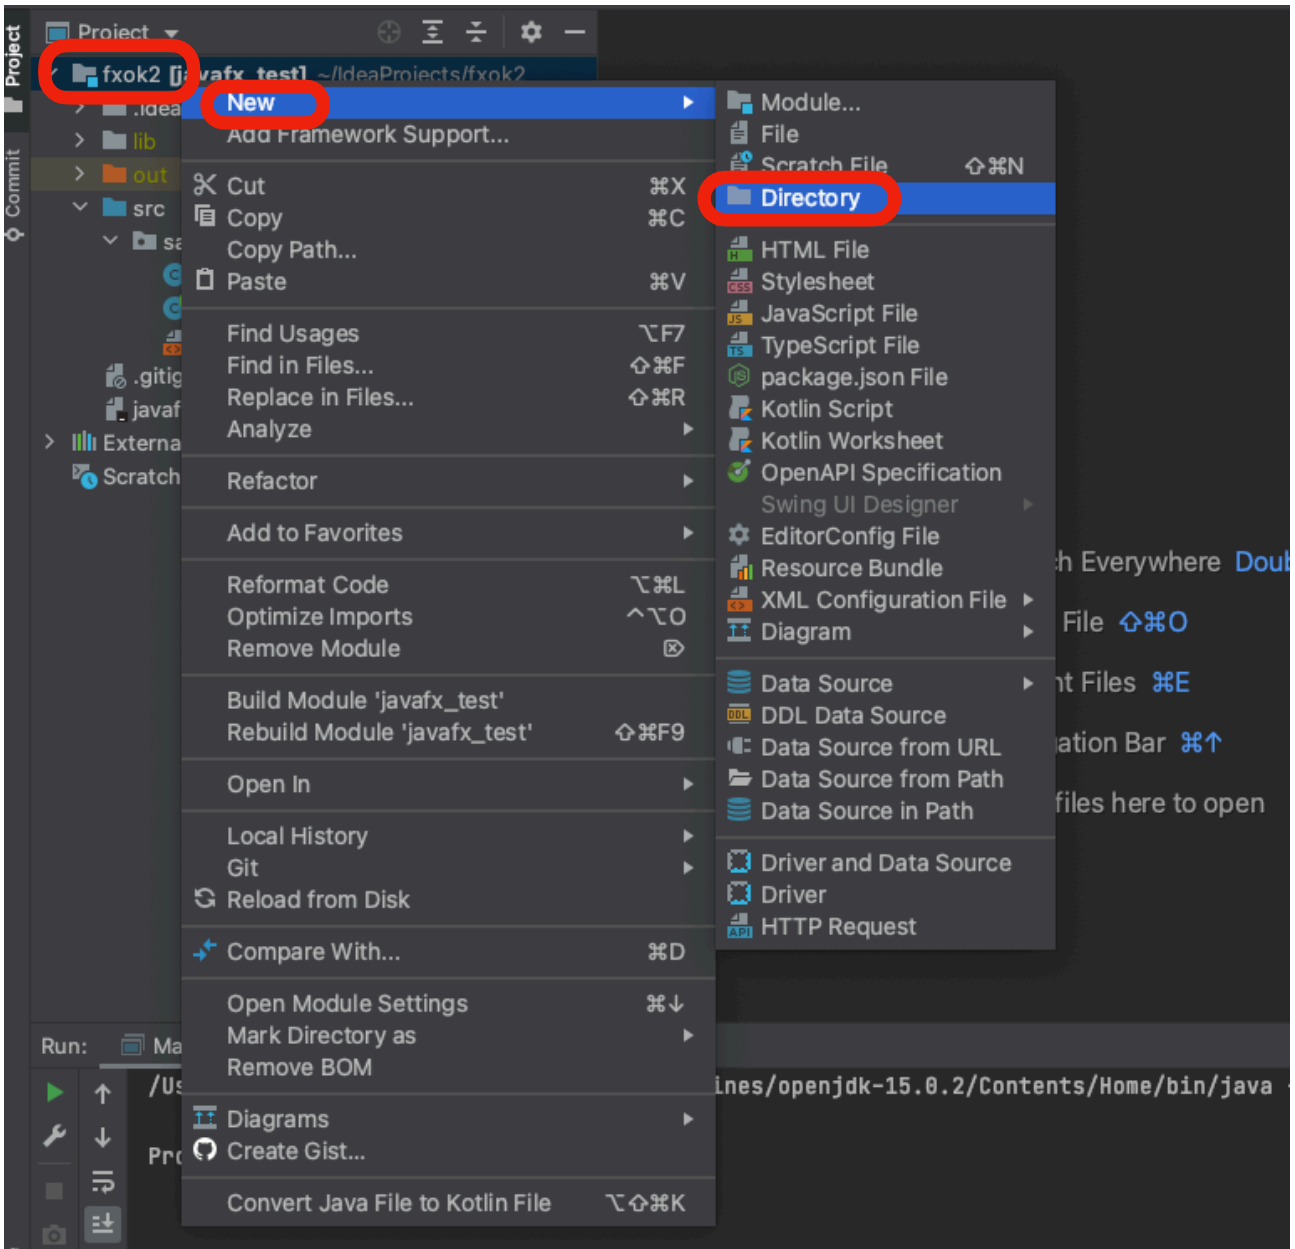 Project
Commit
Project
fxok2 [javafx_test] ~/IdeaProjects/fxok2
.idea
lib
out
src
.gitig
javaf
Externa
Scratch
New
Add Framework Support...
Cut ⌘X
Copy ⌘C
Copy Path...
Paste ⌘V
Find Usages ⌥F7
Find in Files... ⇧⌘F
Replace in Files... ⇧⌘R
Analyze
Refactor
Add to Favorites
Reformat Code ⌥⌘L
Optimize Imports ^⌥O
Remove Module ⌦
Build Module 'javafx_test'
Rebuild Module 'javafx_test' ⇧⌘F9
Open In
Local History
Git
Reload from Disk
Compare With... ⌘D
Open Module Settings ⌘↓
Mark Directory as
Remove BOM
Diagrams
Create Gist...
Convert Java File to Kotlin File ⌥⇧⌘K
Module...
File
Scratch File ⇧⌘N
Directory
HTML File
Stylesheet
JavaScript File
TypeScript File
package.json File
Kotlin Script
Kotlin Worksheet
OpenAPI Specification
Swing UI Designer
EditorConfig File
Resource Bundle
XML Configuration File
Diagram
Data Source
DDL Data Source
Data Source from URL
Data Source from Path
Data Source in Path
Driver and Data Source
Driver
HTTP Request
ch Everywhere Doub
File ⇧⌘O
nt Files ⌘E
gation Bar ⌘↑
files here to open
Run: Ma
/Us
ines/openjdk-15.0.2/Contents/Home/bin/java
Pro